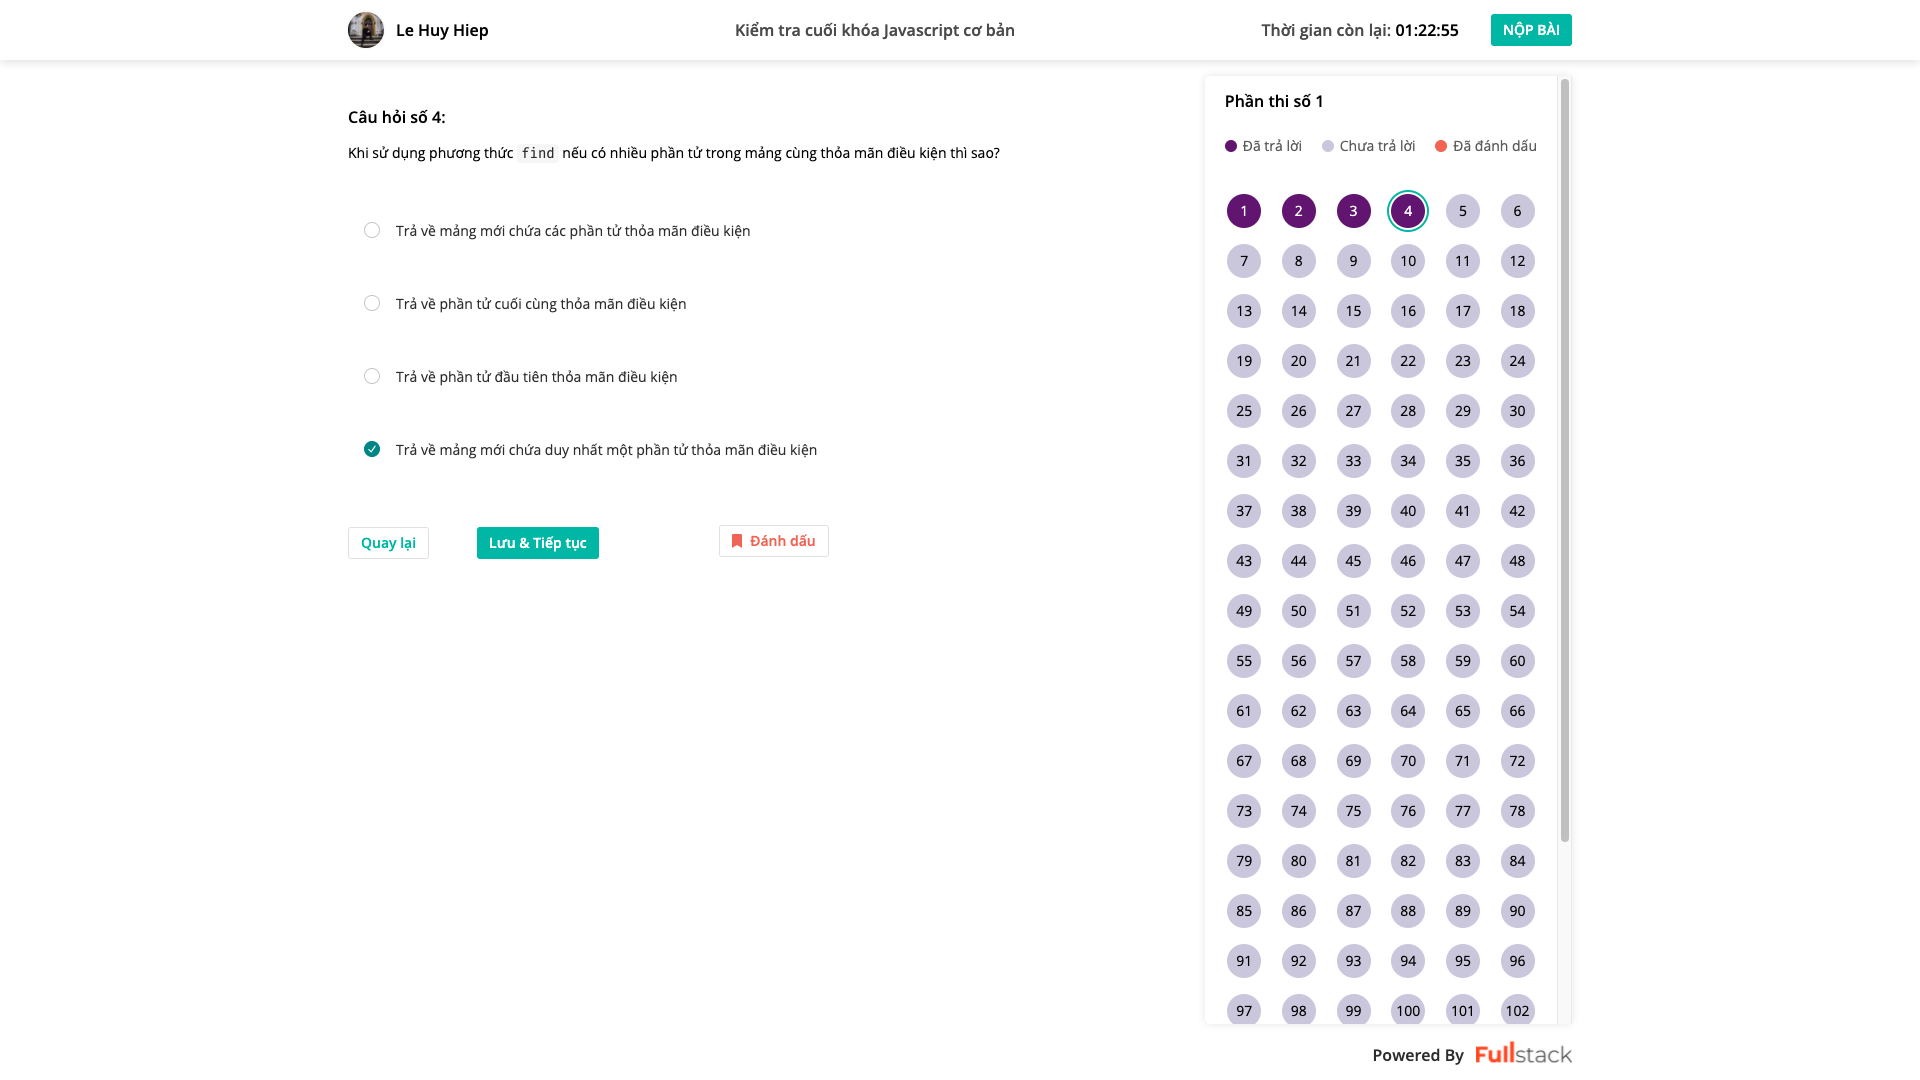 Le Huy Hiep
Kiểm tra cuối khóa Javascript cơ bản
Thời gian còn lại: 01:22:55
NỘP BÀI
Câu hỏi số 4:
Khi sử dụng phương thức find nếu có nhiều phần tử trong mảng cùng thỏa mãn điều kiện thì sao?
Trả về mảng mới chứa các phần tử thỏa mãn điều kiện
Trả về phần tử cuối cùng thỏa mãn điều kiện
Trả về phần tử đầu tiên thỏa mãn điều kiện
Trả về mảng mới chứa duy nhất một phần tử thỏa mãn điều kiện
Quay lại
Lưu & Tiếp tục
Đánh dấu
Phần thi số 1
Đã trả lời Chưa trả lời Đã đánh dấu
1 2 3 4 5 6
7 8 9 10 11 12
13 14 15 16 17 18
19 20 21 22 23 24
25 26 27 28 29 30
31 32 33 34 35 36
37 38 39 40 41 42
43 44 45 46 47 48
49 50 51 52 53 54
55 56 57 58 59 60
61 62 63 64 65 66
67 68 69 70 71 72
73 74 75 76 77 78
79 80 81 82 83 84
85 86 87 88 89 90
91 92 93 94 95 96
97 98 99 100 101 102
Powered By Fullstack